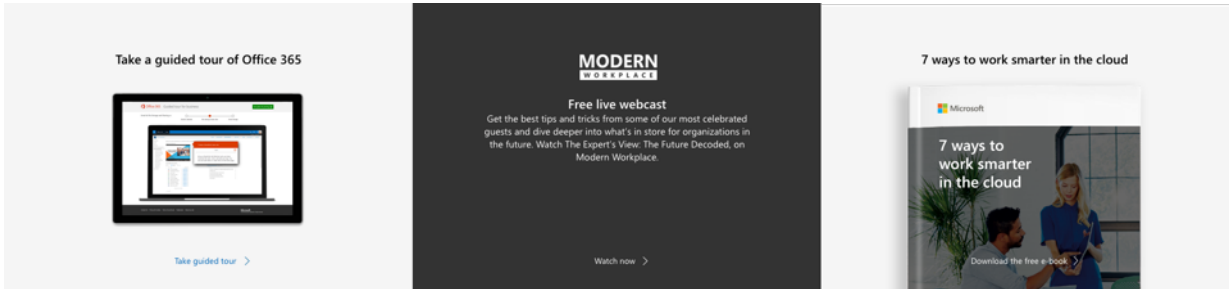 Take a guided tour of Office 365
Take guided tour
MODERN
WORKPLACE
Free live webcast
Get the best tips and tricks from some of our most celebrated
guests and dive deeper into what's in store for organizations in
the future. Watch The Expert's View: The Future Decoded, on
Modern Workplace.
Watch now
7 ways to work smarter in the cloud
Microsoft
7 ways to
work smarter
in the cloud
Download the free e-book